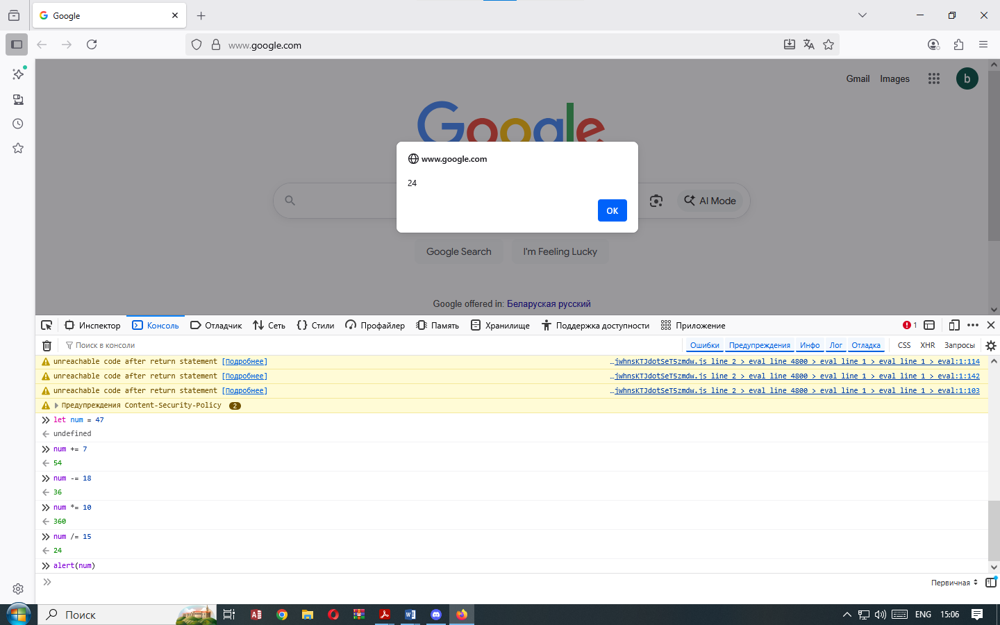 Google
www.google.com
Gmail Images
b
Google
www.google.com
24
OK
AI Mode
Google Search I'm Feeling Lucky
Google offered in: Беларуская русский
Инспектор Консоль Отладчик Сеть Стили Профайлер Память Хранилище Поддержка доступности Приложение 1
Поиск в консоли Ошибки Предупреждения Инфо Лог Отладка CSS XHR Запросы
unreachable code after return statement [Подробнее] …jwhnsKTJdotSeT5zmdw.js line 2 > eval line 4800 > eval line 1 > eval line 1 > eval:1:114
unreachable code after return statement [Подробнее] …jwhnsKTJdotSeT5zmdw.js line 2 > eval line 4800 > eval line 1 > eval line 1 > eval:1:142
unreachable code after return statement [Подробнее] …jwhnsKTJdotSeT5zmdw.js line 2 > eval line 4800 > eval line 1 > eval line 1 > eval:1:103
Предупреждения Content-Security-Policy 2
let num = 47
undefined
num += 7
54
num -= 18
36
num *= 10
360
num /= 15
24
alert(num)
Первичная
Поиск ENG 15:06